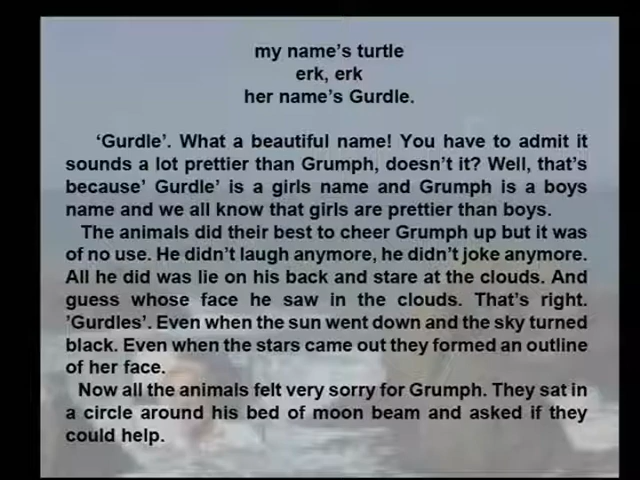 my name's turtle
erk, erk
her name's Gurdle.
'Gurdle'. What a beautiful name! You have to admit it
sounds a lot prettier than Grumph, doesn't it? Well, that's
because' Gurdle' is a girls name and Grumph is a boys
name and we all know that girls are prettier than boys.
The animals did their best to cheer Grumph up but it was
of no use. He didn't laugh anymore, he didn't joke anymore.
All he did was lie on his back and stare at the clouds. And
guess whose face he saw in the clouds. That's right.
'Gurdles'. Even when the sun went down and the sky turned
black. Even when the stars came out they formed an outline
of her face.
Now all the animals felt very sorry for Grumph. They sat in
a circle around his bed of moon beam and asked if they
could help.